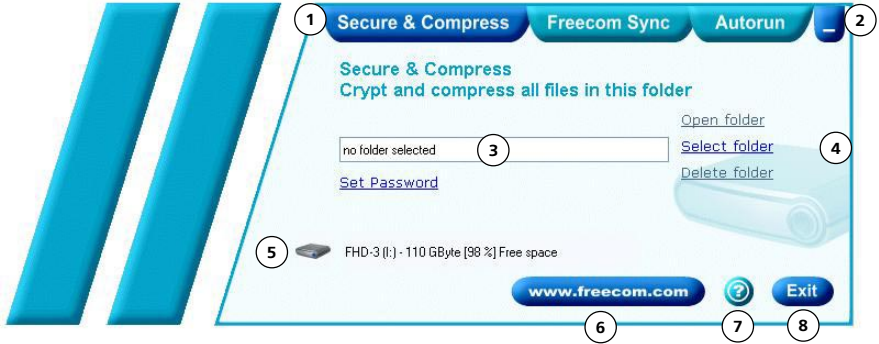 1 Secure & Compress Freecom Sync Autorun _ 2
Secure & Compress
Crypt and compress all files in this folder
Open folder
no folder selected 3 Select folder 4
Set Password Delete folder
5 FHD-3 (I:) - 110 GByte [98 %] Free space
www.freecom.com ? Exit
6 7 8